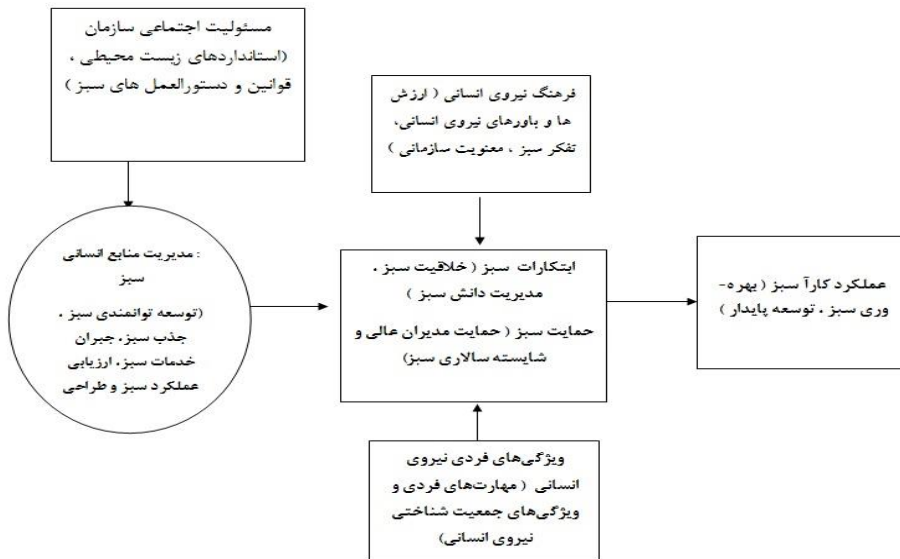 مسئولیت اجتماعی سازمان
(استانداردهای زیست محیطی ،
قوانین و دستورالعمل های سبز )
فرهنگ نیروی انسانی ( ارزش
ها و باورهای نیروی انسانی،
تفکر سبز ، معنویت سازمانی )
مدیریت منابع انسانی :
سبز
(توسعه توانمندی سبز .
جذب سبز. جبران
خدمات سبز. ارزیابی
عملکرد سبز و طراحی
ابتکارات سبز ( خلاقیت سبز .
مدیریت دانش سبز )
حمایت سبز ( حمایت مدیران عالی و
شایسته سالاری سبز)
عملکرد کارآ سبز ( بهره-
وری سبز . توسعه پایدار )
ویژگی‌های فردی نیروی
انسانی ( مهارت‌های فردی و
ویژگی‌های جمعیت شناختی
نیروی انسانی)